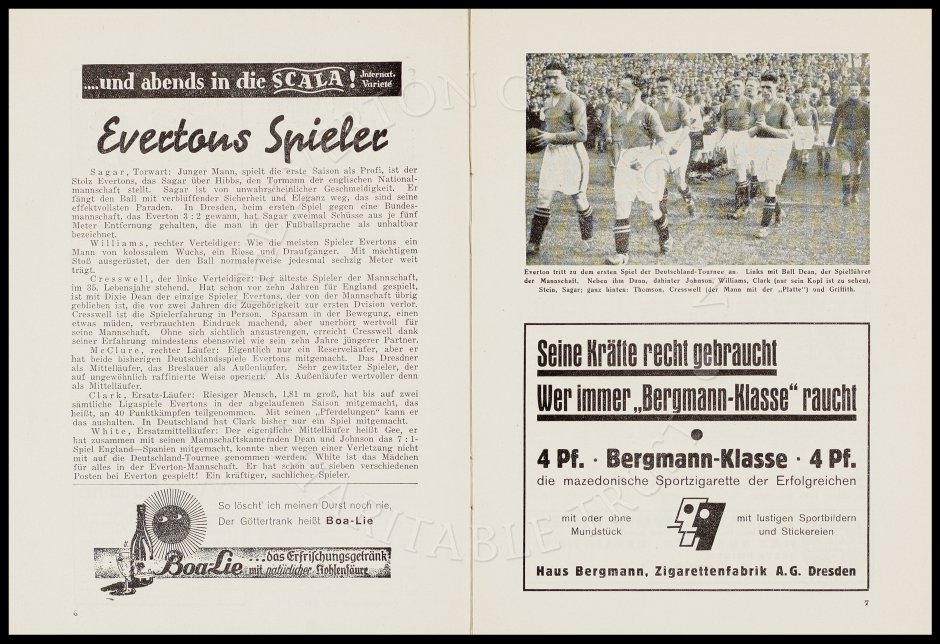 ....und abends in die SCALA! Internat. Varieté
Evertons Spieler
Sagar, Torwart: Junger Mann, spielt die erste Saison als Profi, ist der
Stolz Evertons, das Sagar über Hibbs, den Tormann der englischen National-
mannschaft stellt. Sagar ist von unwahrscheinlicher Geschmeidigkeit. Er
fängt den Ball mit verblüffender Sicherheit und Eleganz weg, das sind seine
effektvollsten Paraden. In Dresden, beim ersten Spiel gegen eine Bundes-
mannschaft, das Everton 3 : 2 gewann, hat Sagar zweimal Schüsse aus je fünf
Meter Entfernung gehalten, die man in der Fußballsprache als unhaltbar
bezeichnet.
Williams, rechter Verteidiger: Wie die meisten Spieler Evertons ein
Mann von kolossalem Wuchs, ein Riese und Draufgänger. Mit mächtigem
Stoß ausgerüstet, der den Ball normalerweise jedesmal sechzig Meter weit
trägt.
Cresswell, der linke Verteidiger: Der älteste Spieler der Mannschaft,
im 35. Lebensjahr stehend. Hat schon vor zehn Jahren für England gespielt,
ist mit Dixie Dean der einzige Spieler Evertons, der von der Mannschaft übrig
geblieben ist, die vor zwei Jahren die Zugehörigkeit zur ersten Dvision verlor.
Cresswell ist die Spielerfahrung in Person. Sparsam in der Bewegung, einen
etwas müden, verbrauchten Eindruck machend, aber unerhört wertvoll für
seine Mannschaft. Ohne sich sichtlich anzustrengen, erreicht Cresswell dank
seiner Erfahrung mindestens ebensoviel wie sein zehn Jahre jüngerer Partner.
McClure, rechter Läufer: Eigentlich nur ein Reserveläufer, aber er
hat beide bisherigen Deutschlandsspiele Evertons mitgemacht. Das Dresdner
als Mittelläufer, das Breslauer als Außenläufer. Sehr gewitzter Spieler, der
auf ungewöhnlich raffinierte Weise operiert. Als Außenläufer wertvoller denn
als Mittelläufer.
Clark, Ersatz-Läufer: Riesiger Mensch, 1,81 m groß, hat bis auf zwei
sämtliche Ligaspiele Evertons in der abgelaufenen Saison mitgemacht, das
heißt, an 40 Punktkämpfen teilgenommen. Mit seinen „Pferdelungen“ kann er
das aushalten. In Deutschland hat Clark bisher nur ein Spiel mitgemacht.
White, Ersatzmittelläufer: Der eigentliche Mittelläufer heißt Gee, er
hat zusammen mit seinen Mannschaftskameraden Dean und Johnson das 7 : 1-
Spiel England—Spanien mitgemacht, konnte aber wegen einer Verletzung nicht
mit auf die Deutschland-Tournee genommen werden. White ist das Mädchen
für alles in der Everton-Mannschaft. Er hat schon auf sieben verschiedenen
Posten bei Everton gespielt! Ein kräftiger, sachlicher Spieler.
So löscht' ich meinen Durst noch nie,
Der Göttertrank heißt Boa-Lie
BoaLie ...das Erfrischungsgetränk
mit natürlicher Kohlensäure
6
Everton tritt zu dem ersten Spiel der Deutschland-Tournee an. Links mit Ball Dean, der Spielführer
der Mannschaft. Neben ihm Dunn, dahinter Johnson, Williams, Clark (nur sein Kopf ist zu sehen),
Stein, Sagar; ganz hinten: Thomson, Cresswell (der Mann mit der „Platte“) und Griffith.
Seine Kräfte recht gebraucht
Wer immer „Bergmann-Klasse“ raucht
4 Pf. · Bergmann-Klasse · 4 Pf.
die mazedonische Sportzigarette der Erfolgreichen
mit oder ohne
Mundstück
mit lustigen Sportbildern
und Stickereien
Haus Bergmann, Zigarettenfabrik A.G. Dresden
7